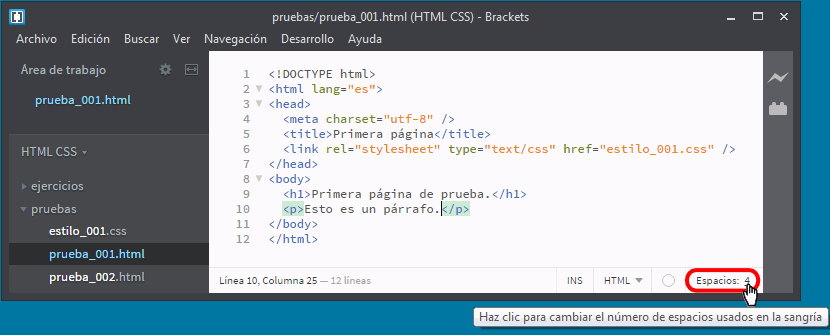 pruebas/prueba_001.html (HTML CSS) - Brackets
Archivo Edición Buscar Ver Navegación Desarrollo Ayuda
Área de trabajo
prueba_001.html
HTML CSS
ejercicios
pruebas
estilo_001.css
prueba_001.html
prueba_002.html
1 <!DOCTYPE html>
2 <html lang="es">
3 <head>
4 <meta charset="utf-8" />
5 <title>Primera página</title>
6 <link rel="stylesheet" type="text/css" href="estilo_001.css" />
7 </head>
8 <body>
9 <h1>Primera página de prueba.</h1>
10 <p>Esto es un párrafo.</p>
11 </body>
12 </html>
Línea 10, Columna 25 — 12 líneas INS HTML Espacios: 4
Haz clic para cambiar el número de espacios usados en la sangría